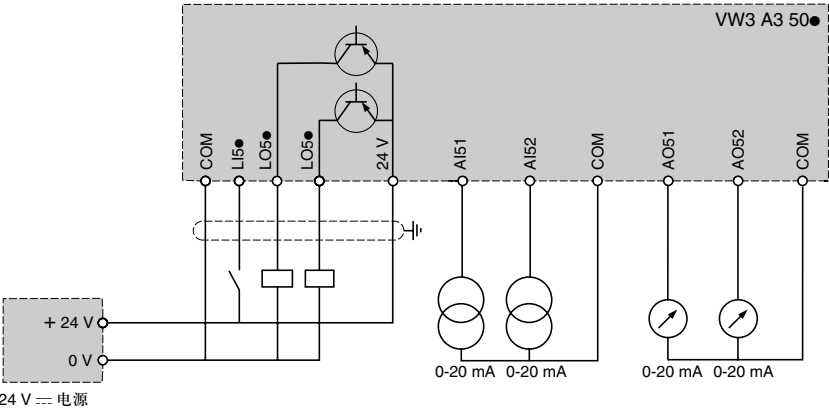 VW3 A3 50●
COM
LI5●
LO5●
LO5●
24 V
AI51
AI52
COM
AO51
AO52
COM
+ 24 V
0 V
0-20 mA
0-20 mA
0-20 mA
0-20 mA
24 V ⎓ 电源